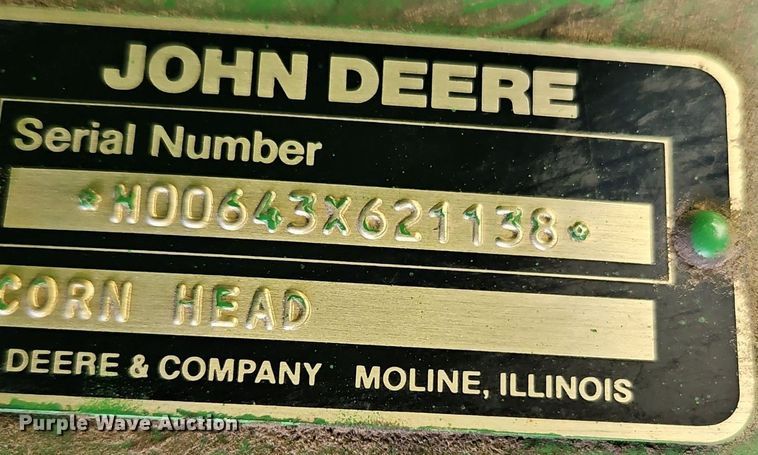 JOHN DEERE
Serial Number
*H00643X621138*
CORN HEAD
DEERE & COMPANY MOLINE, ILLINOIS
Purple Wave Auction